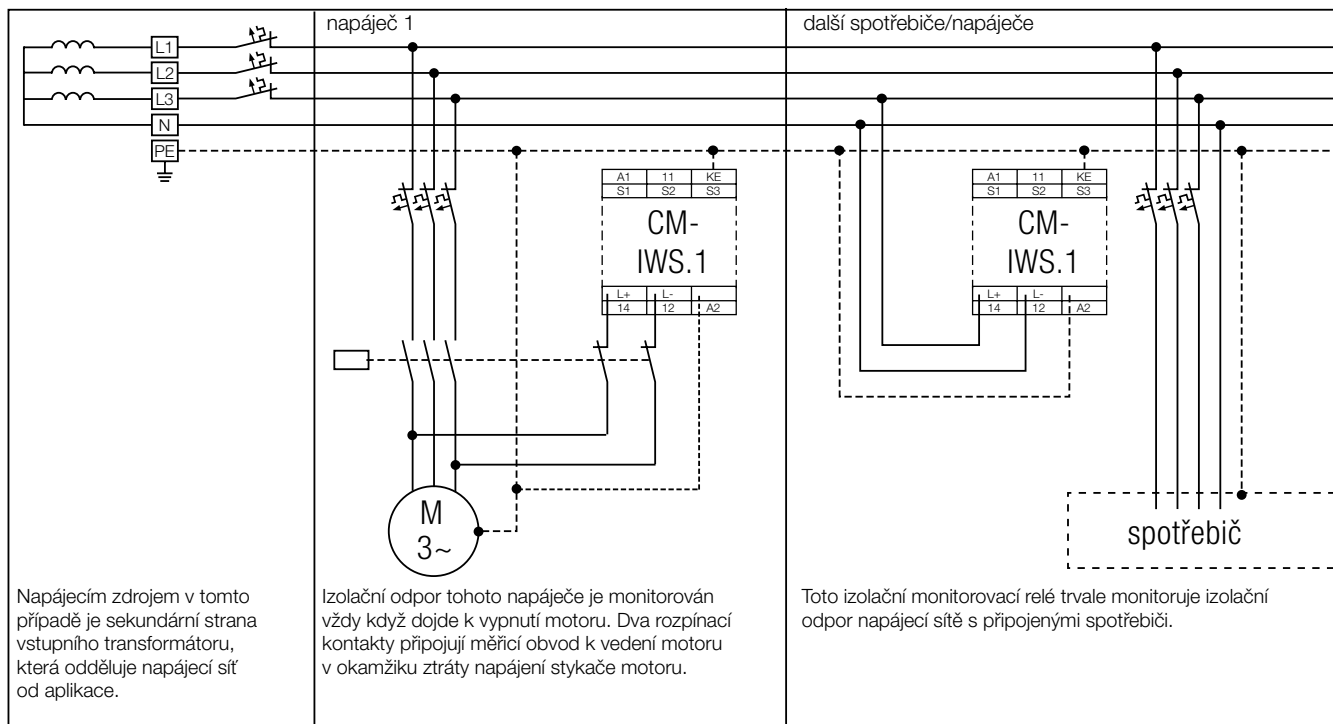 napáječ 1
další spotřebiče/napáječe
L1
L2
L3
N
PE
A1 11 KE
S1 S2 S3
CM-
IWS.1
L+ L-
14 12 A2
M
3~
A1 11 KE
S1 S2 S3
CM-
IWS.1
L+ L-
14 12 A2
spotřebič
Napájecím zdrojem v tomto
případě je sekundární strana
vstupního transformátoru,
která odděluje napájecí síť
od aplikace.
Izolační odpor tohoto napáječe je monitorován
vždy když dojde k vypnutí motoru. Dva rozpínací
kontakty připojují měřicí obvod k vedení motoru
v okamžiku ztráty napájení stykače motoru.
Toto izolační monitorovací relé trvale monitoruje izolační
odpor napájecí sítě s připojenými spotřebiči.